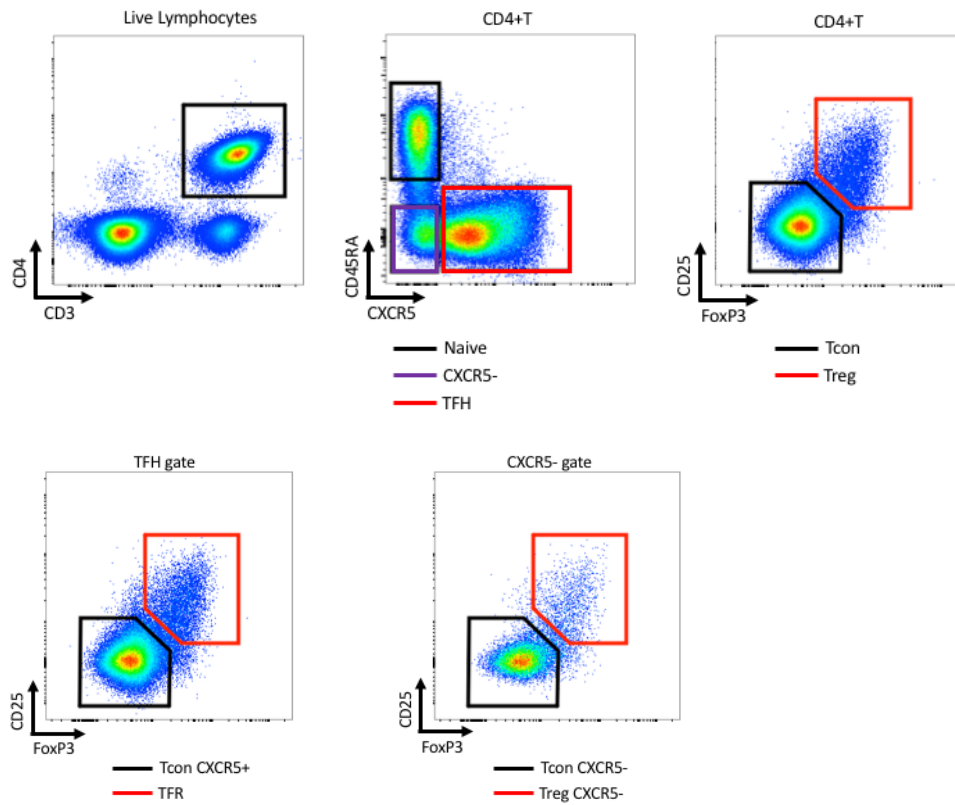 Live Lymphocytes
CD4+T
CD4+T
CD4
CD3
CD45RA
CXCR5
CD25
FoxP3
Naive
CXCR5-
TFH
Tcon
Treg
TFH gate
CXCR5- gate
CD25
FoxP3
CD25
FoxP3
Tcon CXCR5+
TFR
Tcon CXCR5-
Treg CXCR5-